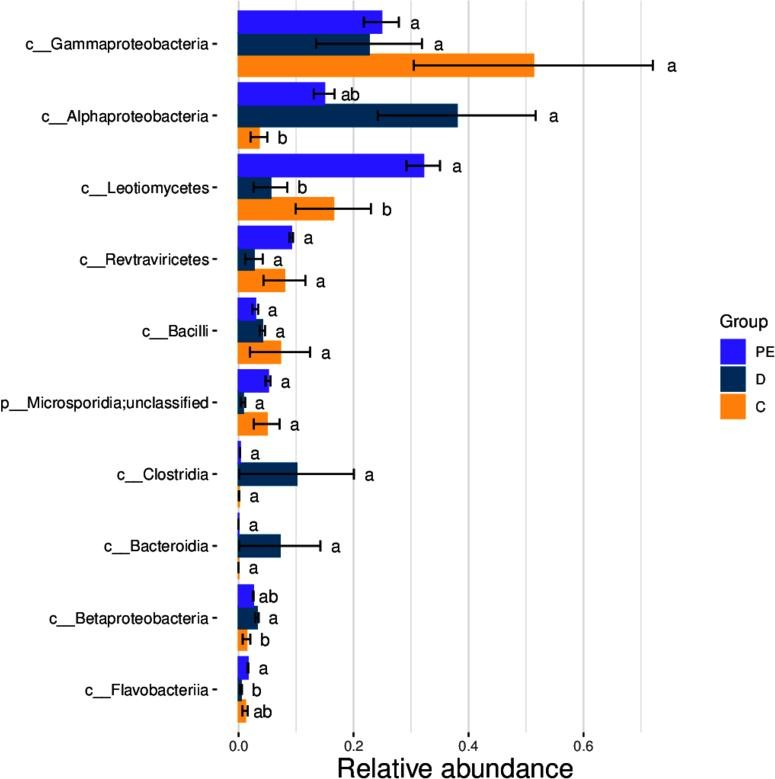 a
c__Gammaproteobacteria
a
a
ab
c__Alphaproteobacteria
a
b
a
c__Leotiomycetes
b
b
a
c__Revtraviricetes
a
a
a
c__Bacilli
a
a
a
p__Microsporidia;unclassified
a
a
a
c__Clostridia
a
a
a
c__Bacteroidia
a
a
ab
c__Betaproteobacteria
a
b
a
c__Flavobacteriia
b
ab
0.0 0.2 0.4 0.6
Relative abundance
Group
PE
D
C